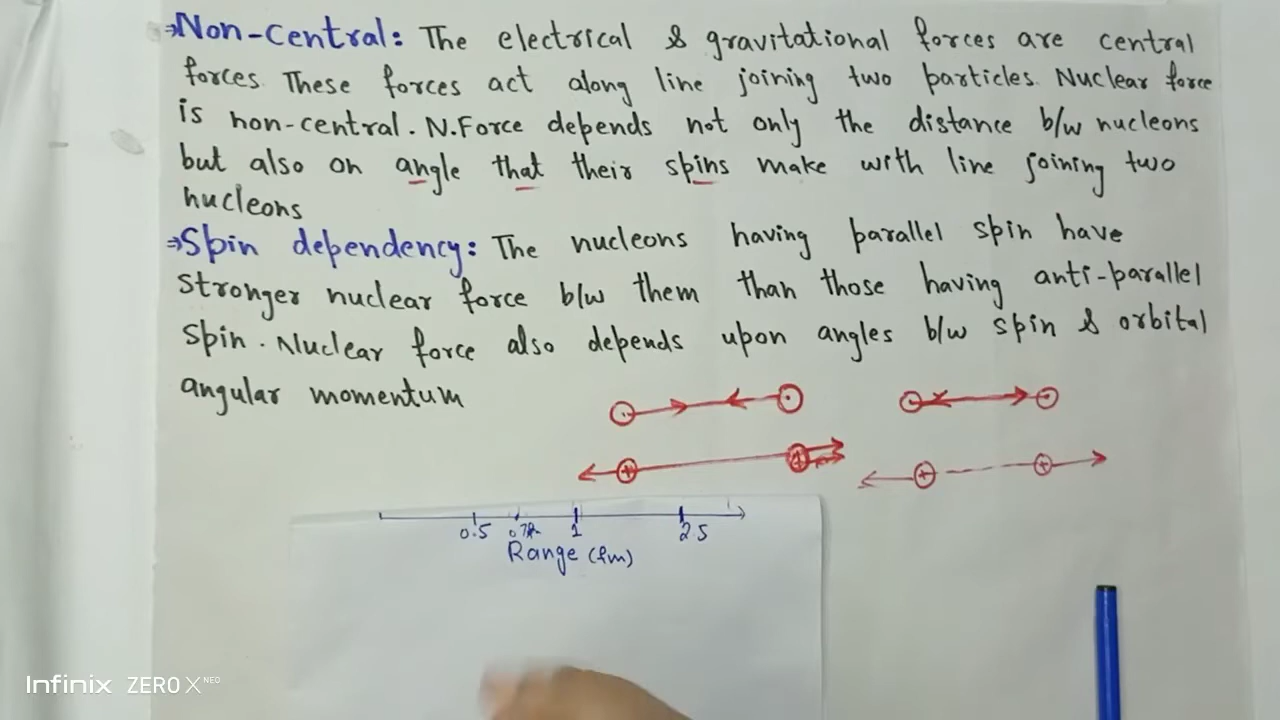 ⇒Non-Central: The electrical & gravitational forces are central
forces. These forces act along line joining two particles. Nuclear force
is non-central. N.Force depends not only the distance b/w nucleons
but also on angle that their spins make with line joining two
nucleons
⇒Spin dependency: The nucleons having parallel spin have
stronger nuclear force b/w them than those having anti-parallel
spin. Nuclear force also depends upon angles b/w spin & orbital
angular momentum
0.5 1 2.5
Range (fm)
Infinix ZERO X NEO